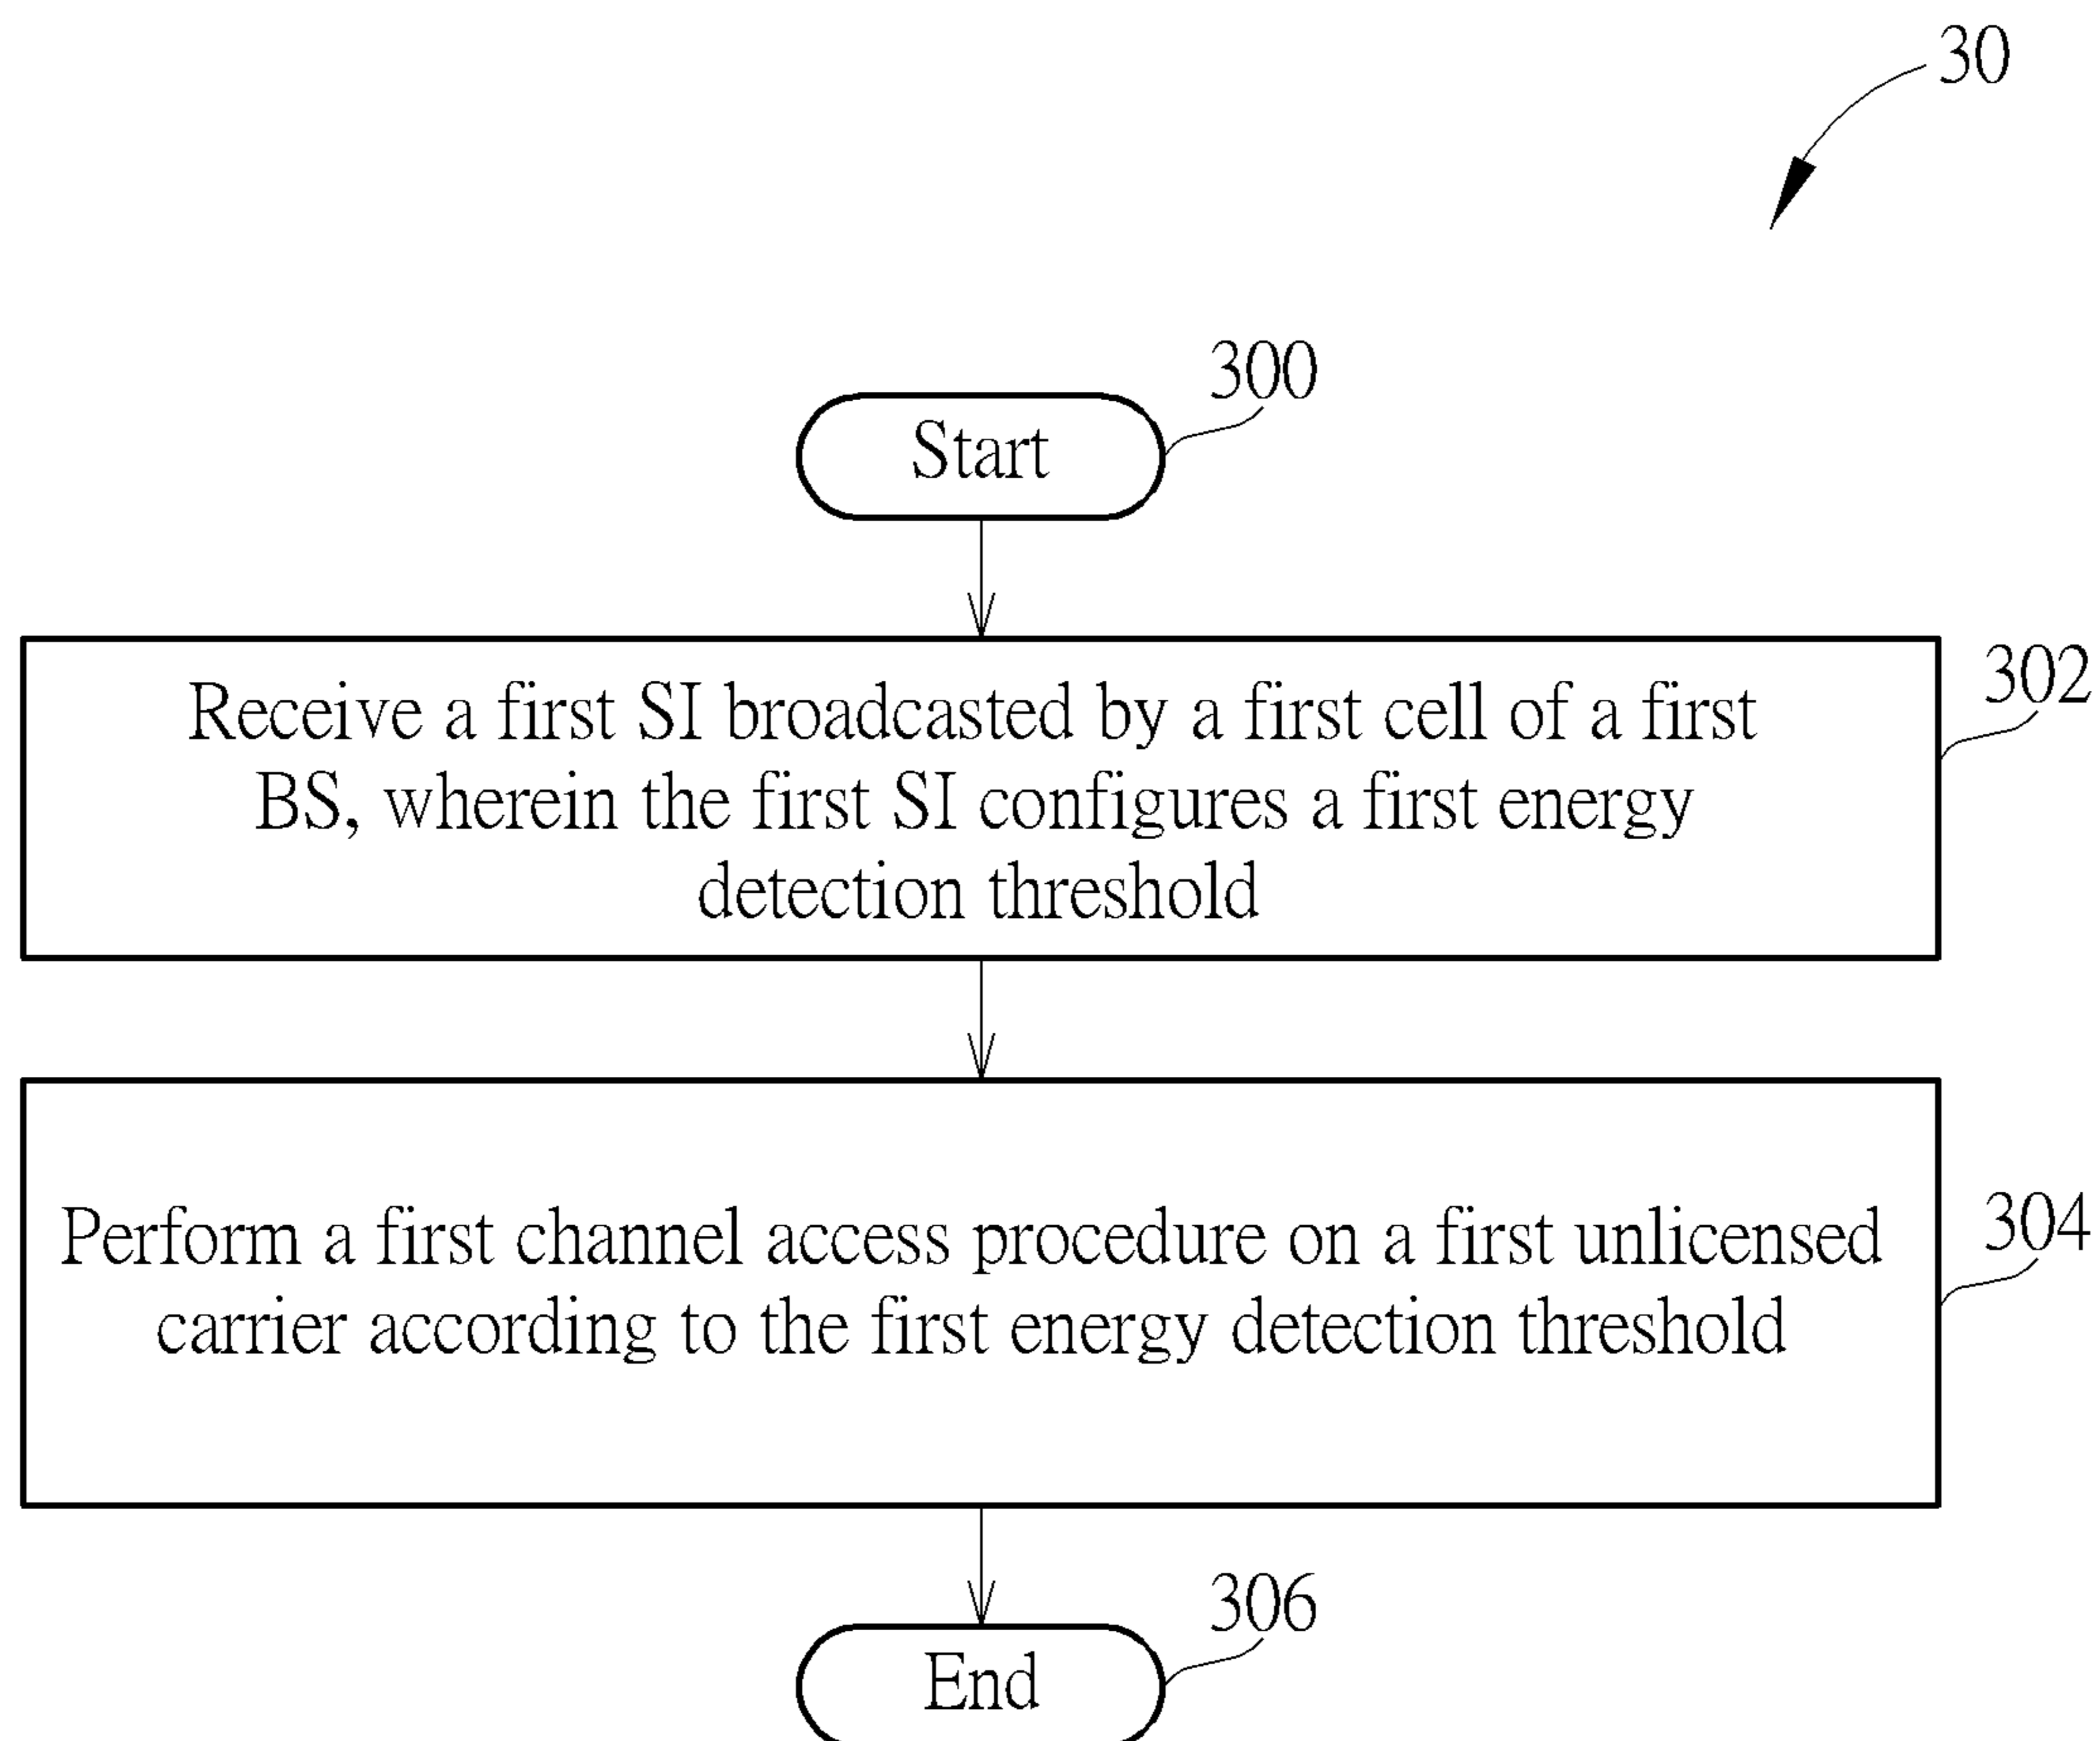 30
300
Start
302
Receive a first SI broadcasted by a first cell of a first
BS, wherein the first SI configures a first energy
detection threshold
304
Perform a first channel access procedure on a first unlicensed
carrier according to the first energy detection threshold
306
End